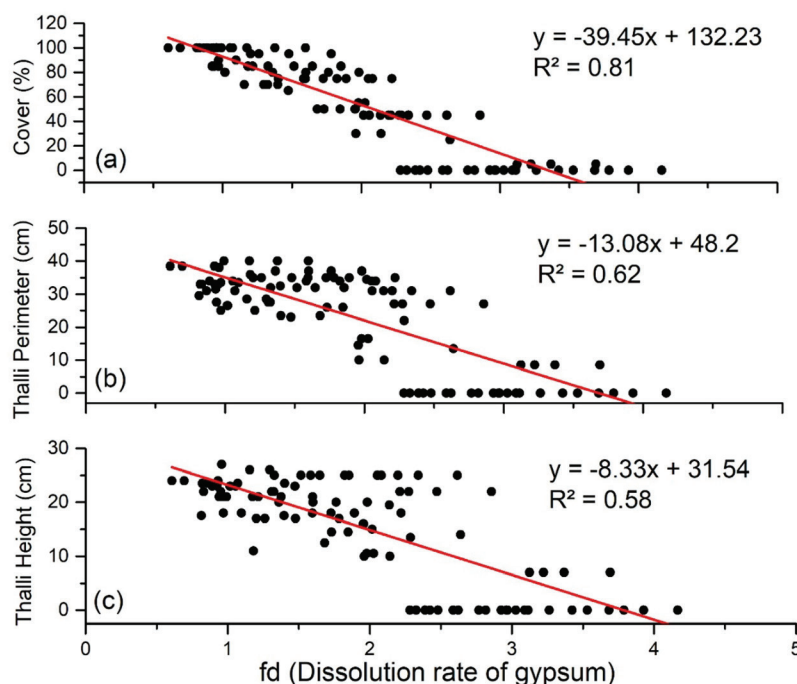 120
100
80
60
40
20
0
Cover (%)
(a)
y = -39.45x + 132.23
R² = 0.81
50
40
30
20
10
0
Thalli Perimeter (cm)
(b)
y = -13.08x + 48.2
R² = 0.62
30
20
10
0
Thalli Height (cm)
(c)
y = -8.33x + 31.54
R² = 0.58
0 1 2 3 4 5
fd (Dissolution rate of gypsum)